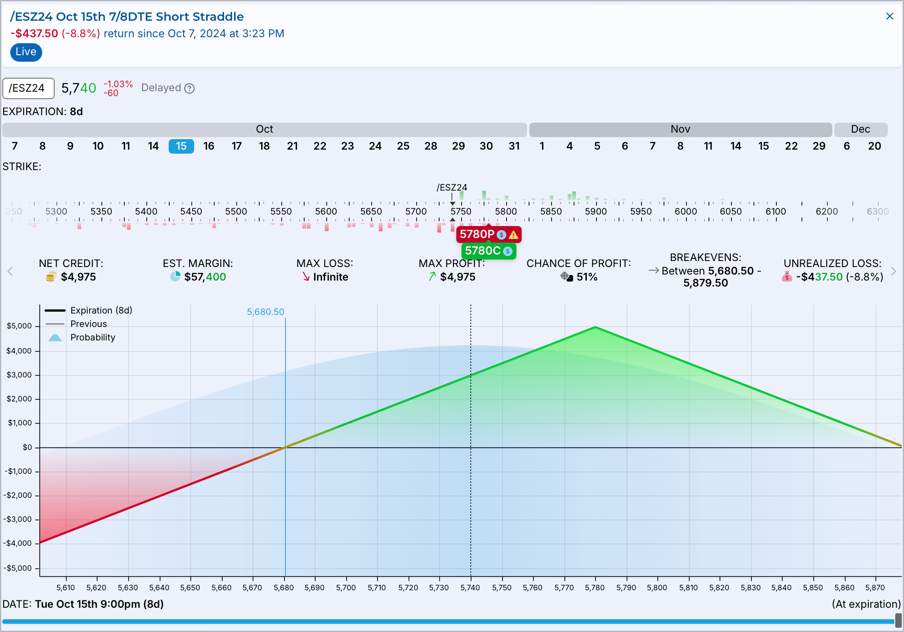 /ESZ24 Oct 15th 7/8DTE Short Straddle
-$437.50 (-8.8%) return since Oct 7, 2024 at 3:23 PM
Live
/ESZ24 5,740 -1.03% -60 Delayed
EXPIRATION: 8d
Oct Nov Dec
7 8 9 10 11 14 15 16 17 18 21 22 23 24 25 28 29 30 31 1 4 5 6 7 8 11 14 15 22 29 6 20
STRIKE:
/ESZ24
250 5300 5350 5400 5450 5500 5550 5600 5650 5700 5750 5800 5850 5900 5950 6000 6050 6100 6200 6300
5780P
5780C
NET CREDIT: EST. MARGIN: MAX LOSS: MAX PROFIT: CHANCE OF PROFIT: BREAKEVENS: UNREALIZED LOSS:
$4,975 $57,400 Infinite $4,975 51% Between 5,680.50 - 5,879.50 -$437.50 (-8.8%)
Expiration (8d)
Previous
Probability
5,680.50
$5,000
$4,000
$3,000
$2,000
$1,000
$0
-$1,000
-$2,000
-$3,000
-$4,000
-$5,000
5,610 5,620 5,630 5,640 5,650 5,660 5,670 5,680 5,690 5,700 5,710 5,720 5,730 5,740 5,750 5,760 5,770 5,780 5,790 5,800 5,810 5,820 5,830 5,840 5,850 5,860 5,870
DATE: Tue Oct 15th 9:00pm (8d) (At expiration)